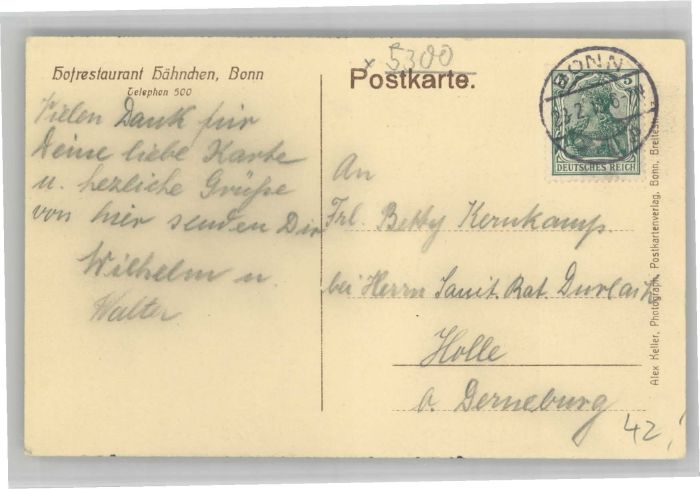 Hofrestaurant Hähnchen, Bonn
Telephon 500
Vielen Dank für
Deine liebe Karte
u. herzliche Grüße
von hier senden Dir
Wilhelm u.
Walter
x 5300
Postkarte.
BONN
5
DEUTSCHES REICH
An
Frl. Betty Kernkamp.
bei Herrn Sanit. Rat. Durlach
Holle
b. Derneburg
42,
Alex Keller, Photograph, Postkartenverlag, Bonn, Breitestr.